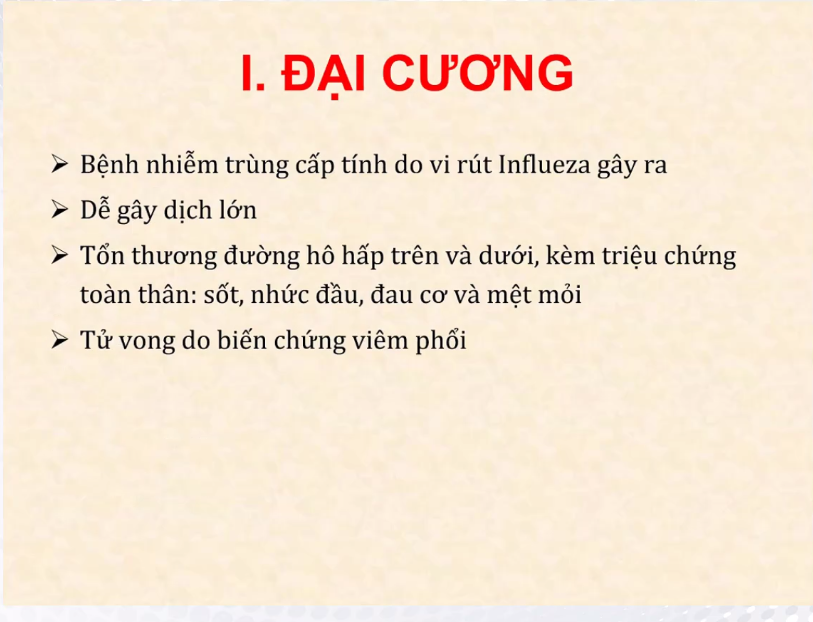 I. ĐẠI CƯƠNG
➢ Bệnh nhiễm trùng cấp tính do vi rút Influeza gây ra
➢ Dễ gây dịch lớn
➢ Tổn thương đường hô hấp trên và dưới, kèm triệu chứng
toàn thân: sốt, nhức đầu, đau cơ và mệt mỏi
➢ Tử vong do biến chứng viêm phổi